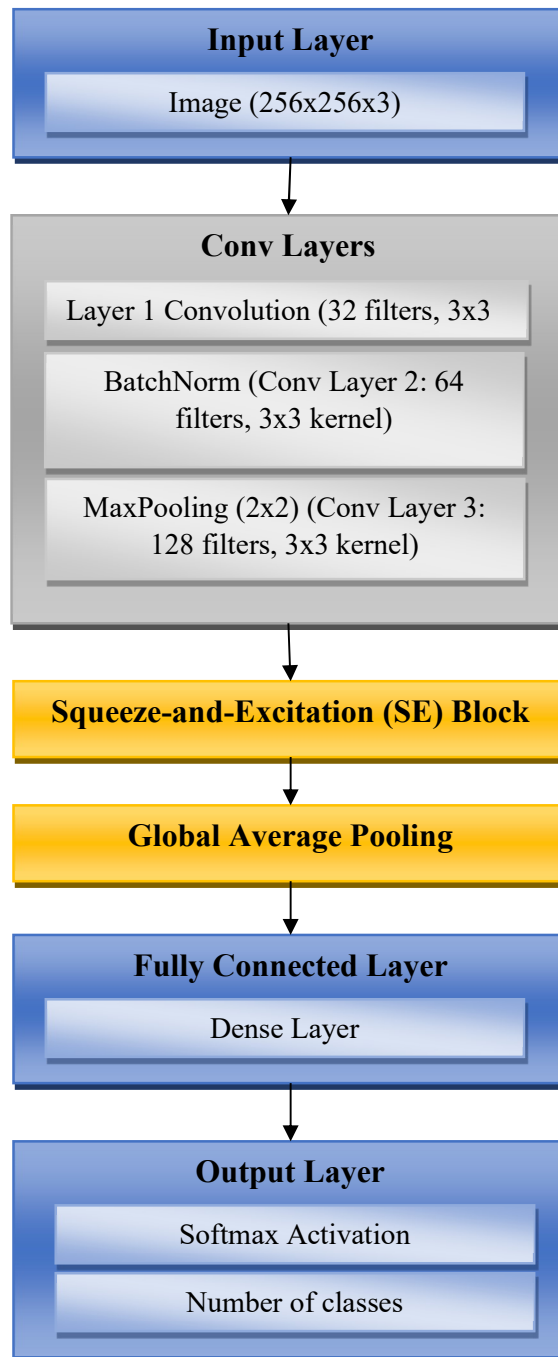 Input Layer
Image (256x256x3)
Conv Layers
Layer 1 Convolution (32 filters, 3x3
BatchNorm (Conv Layer 2: 64
filters, 3x3 kernel)
MaxPooling (2x2) (Conv Layer 3:
128 filters, 3x3 kernel)
Squeeze-and-Excitation (SE) Block
Global Average Pooling
Fully Connected Layer
Dense Layer
Output Layer
Softmax Activation
Number of classes